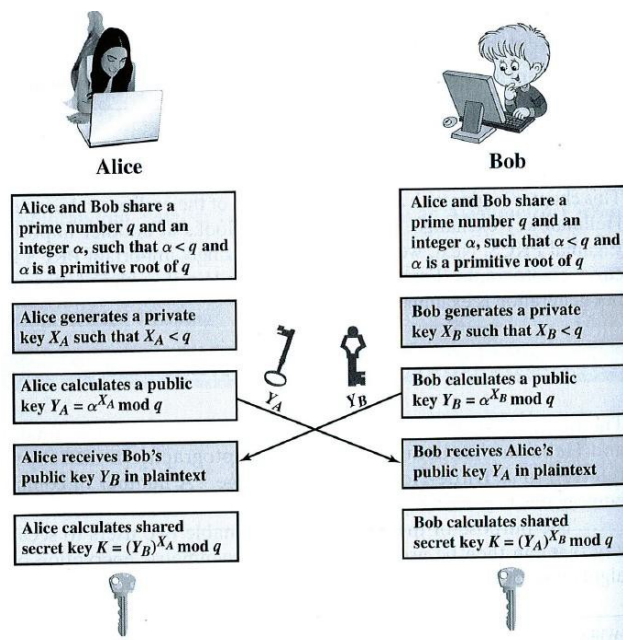 Alice
Bob
Alice and Bob share a
prime number q and an
integer α, such that α < q and
α is a primitive root of q
Alice and Bob share a
prime number q and an
integer α, such that α < q and
α is a primitive root of q
Alice generates a private
key X_A such that X_A < q
Bob generates a private
key X_B such that X_B < q
Alice calculates a public
key Y_A = α^{X_A} mod q
Y_A
Y_B
Bob calculates a public
key Y_B = α^{X_B} mod q
Alice receives Bob's
public key Y_B in plaintext
Bob receives Alice's
public key Y_A in plaintext
Alice calculates shared
secret key K = (Y_B)^{X_A} mod q
Bob calculates shared
secret key K = (Y_A)^{X_B} mod q